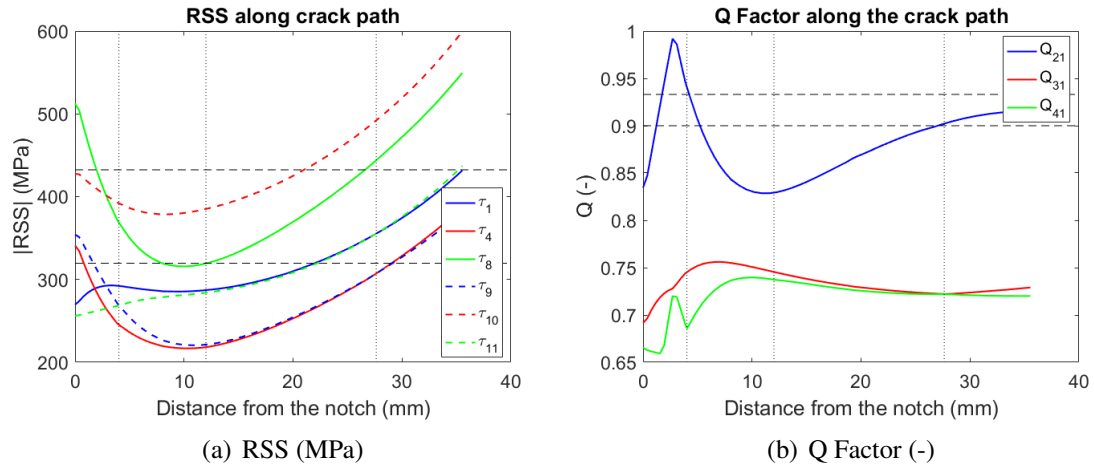 RSS along crack path
600
500
400
300
200
|RSS| (MPa)
0
10
20
30
40
Distance from the notch (mm)
τ1
τ4
τ8
τ9
τ10
τ11
(a) RSS (MPa)
Q Factor along the crack path
1
0.95
0.9
0.85
0.8
0.75
0.7
0.65
Q (-)
0
10
20
30
40
Distance from the notch (mm)
Q21
Q31
Q41
(b) Q Factor (-)